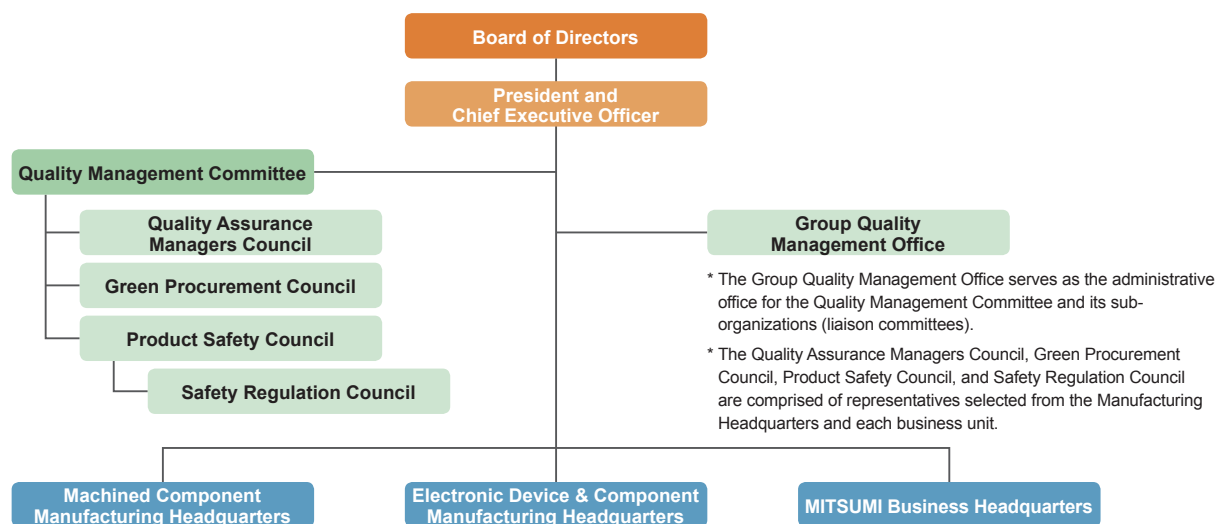 Board of Directors
President and
Chief Executive Officer
Quality Management Committee
Quality Assurance
Managers Council
Green Procurement Council
Product Safety Council
Safety Regulation Council
Group Quality
Management Office
* The Group Quality Management Office serves as the administrative
office for the Quality Management Committee and its sub-
organizations (liaison committees).
* The Quality Assurance Managers Council, Green Procurement
Council, Product Safety Council, and Safety Regulation Council
are comprised of representatives selected from the Manufacturing
Headquarters and each business unit.
Machined Component
Manufacturing Headquarters
Electronic Device & Component
Manufacturing Headquarters
MITSUMI Business Headquarters